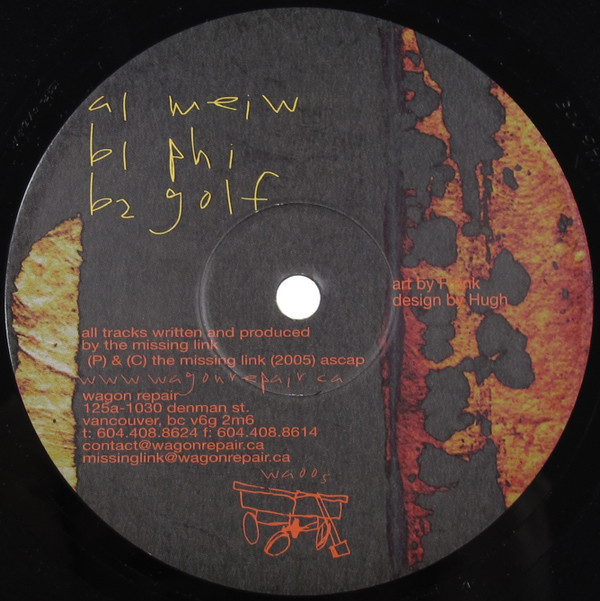 a1 meiw
b1 phi
b2 golf
art by Frank
design by Hugh
all tracks written and produced
by the missing link
(P) & (C) the missing link (2005) ascap
www.wagonrepair.ca
wagon repair
125a-1030 denman st.
vancouver, bc v6g 2m6
t: 604.408.8624 f: 604.408.8614
contact@wagonrepair.ca
missinglink@wagonrepair.ca
wag005